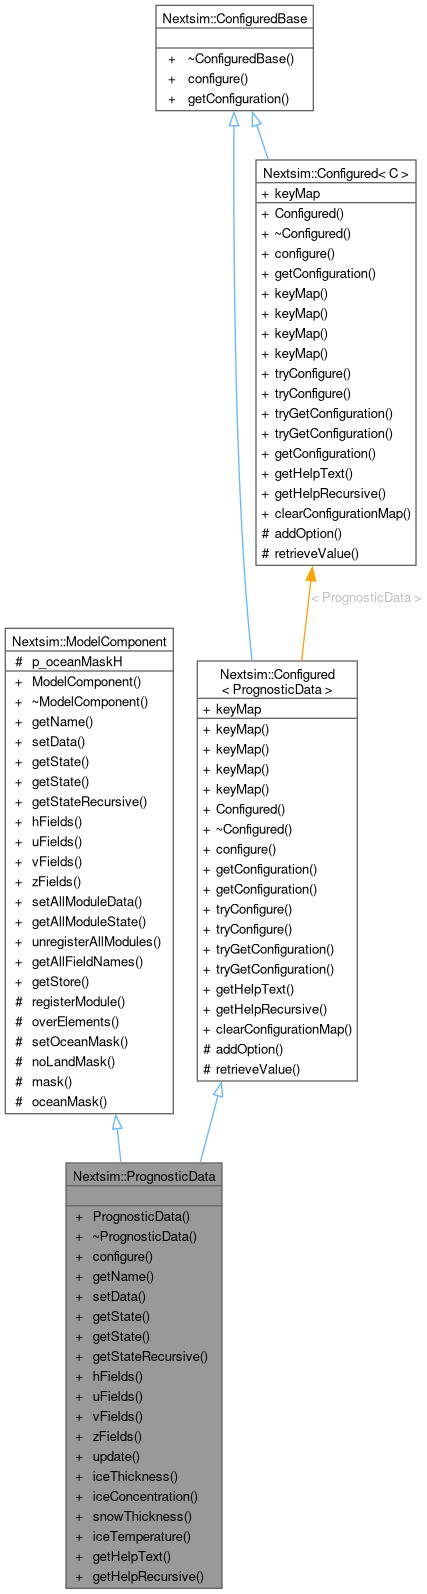 Nextsim::ConfiguredBase
+ ~ConfiguredBase()
+ configure()
+ getConfiguration()
Nextsim::Configured< C >
+ keyMap
+ Configured()
+ ~Configured()
+ configure()
+ getConfiguration()
+ keyMap()
+ keyMap()
+ keyMap()
+ keyMap()
+ tryConfigure()
+ tryConfigure()
+ tryGetConfiguration()
+ tryGetConfiguration()
+ getConfiguration()
+ getHelpText()
+ getHelpRecursive()
+ clearConfigurationMap()
# addOption()
# retrieveValue()
< PrognosticData >
Nextsim::ModelComponent
# p_oceanMaskH
+ ModelComponent()
+ ~ModelComponent()
+ getName()
+ setData()
+ getState()
+ getState()
+ getStateRecursive()
+ hFields()
+ uFields()
+ vFields()
+ zFields()
+ setAllModuleData()
+ getAllModuleState()
+ unregisterAllModules()
+ getAllFieldNames()
+ getStore()
# registerModule()
# overElements()
# setOceanMask()
# noLandMask()
# mask()
# oceanMask()
Nextsim::Configured
< PrognosticData >
+ keyMap
+ keyMap()
+ keyMap()
+ keyMap()
+ keyMap()
+ Configured()
+ ~Configured()
+ configure()
+ getConfiguration()
+ getConfiguration()
+ tryConfigure()
+ tryConfigure()
+ tryGetConfiguration()
+ tryGetConfiguration()
+ getHelpText()
+ getHelpRecursive()
+ clearConfigurationMap()
# addOption()
# retrieveValue()
Nextsim::PrognosticData
+ PrognosticData()
+ ~PrognosticData()
+ configure()
+ getName()
+ setData()
+ getState()
+ getState()
+ getStateRecursive()
+ hFields()
+ uFields()
+ vFields()
+ zFields()
+ update()
+ iceThickness()
+ iceConcentration()
+ snowThickness()
+ iceTemperature()
+ getHelpText()
+ getHelpRecursive()